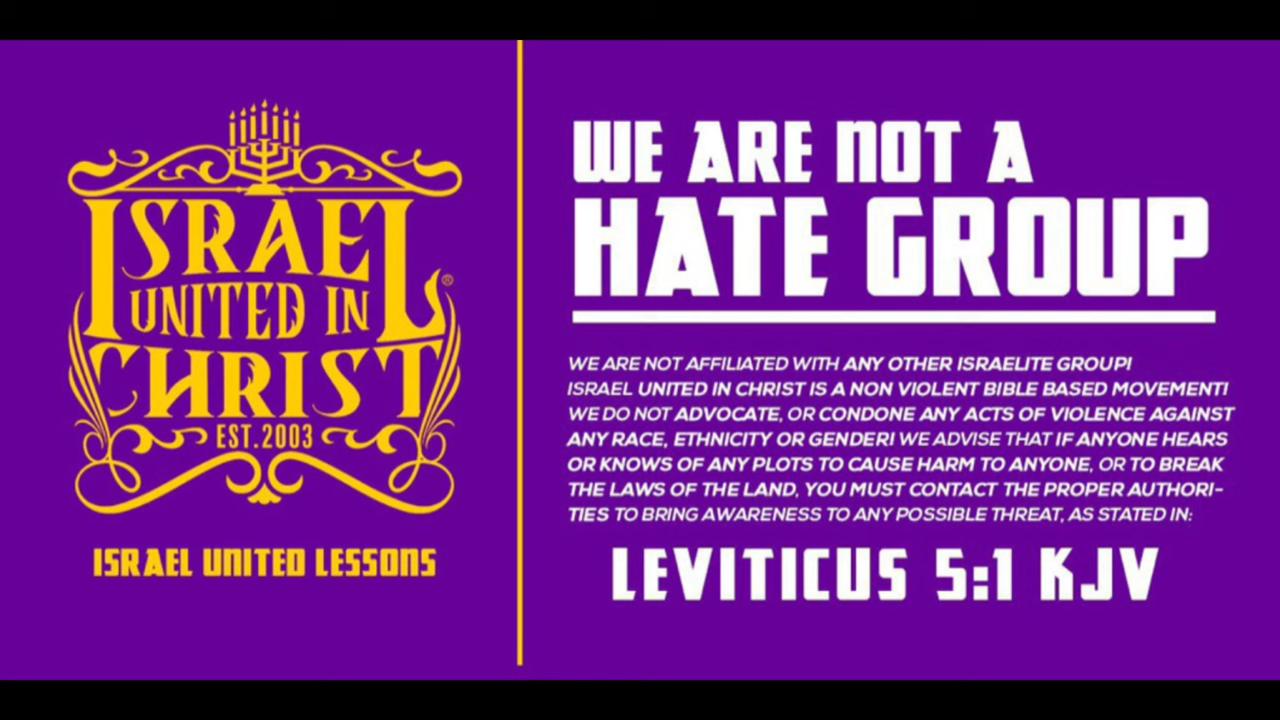 ISRAEL
UNITED IN
CHRIST
®
EST.2003
ISRAEL UNITED LESSONS
WE ARE NOT A
HATE GROUP
WE ARE NOT AFFILIATED WITH ANY OTHER ISRAELITE GROUP!
ISRAEL UNITED IN CHRIST IS A NON VIOLENT BIBLE BASED MOVEMENT!
WE DO NOT ADVOCATE, OR CONDONE ANY ACTS OF VIOLENCE AGAINST
ANY RACE, ETHNICITY OR GENDER! WE ADVISE THAT IF ANYONE HEARS
OR KNOWS OF ANY PLOTS TO CAUSE HARM TO ANYONE, OR TO BREAK
THE LAWS OF THE LAND, YOU MUST CONTACT THE PROPER AUTHORI-
TIES TO BRING AWARENESS TO ANY POSSIBLE THREAT, AS STATED IN:
LEVITICUS 5:1 KJV